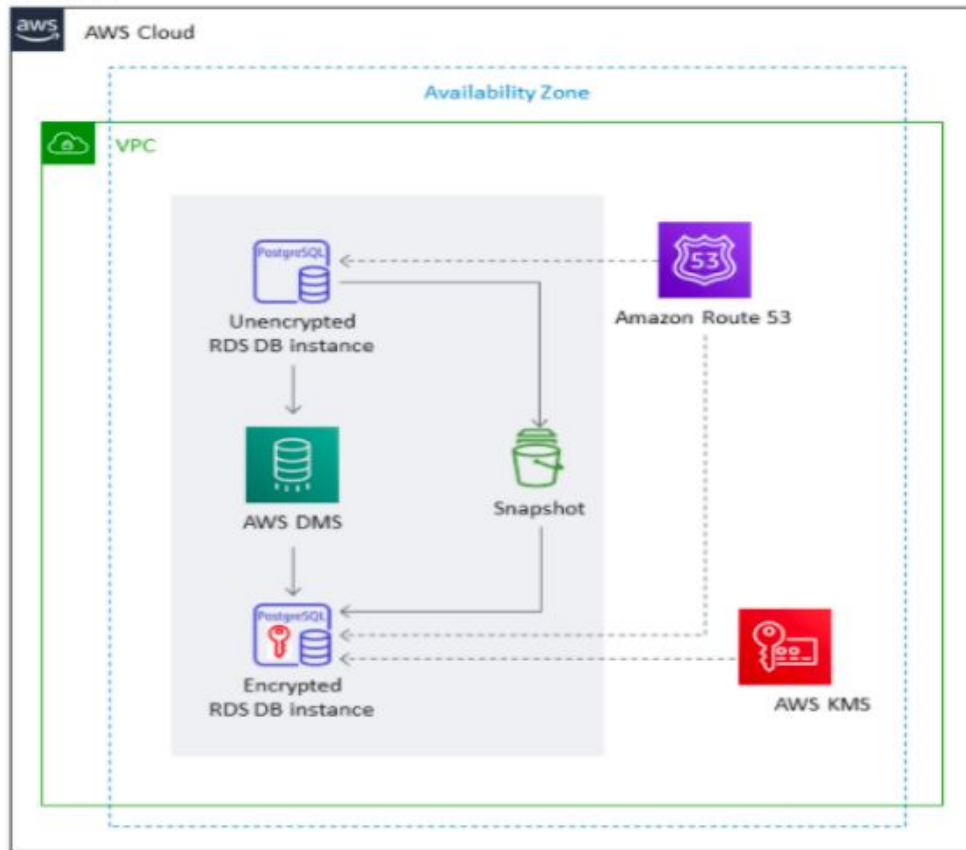 aws
AWS Cloud
Availability Zone
VPC
PostgreSQL
Unencrypted
RDS DB instance
53
Amazon Route 53
AWS DMS
Snapshot
PostgreSQL
Encrypted
RDS DB instance
AWS KMS